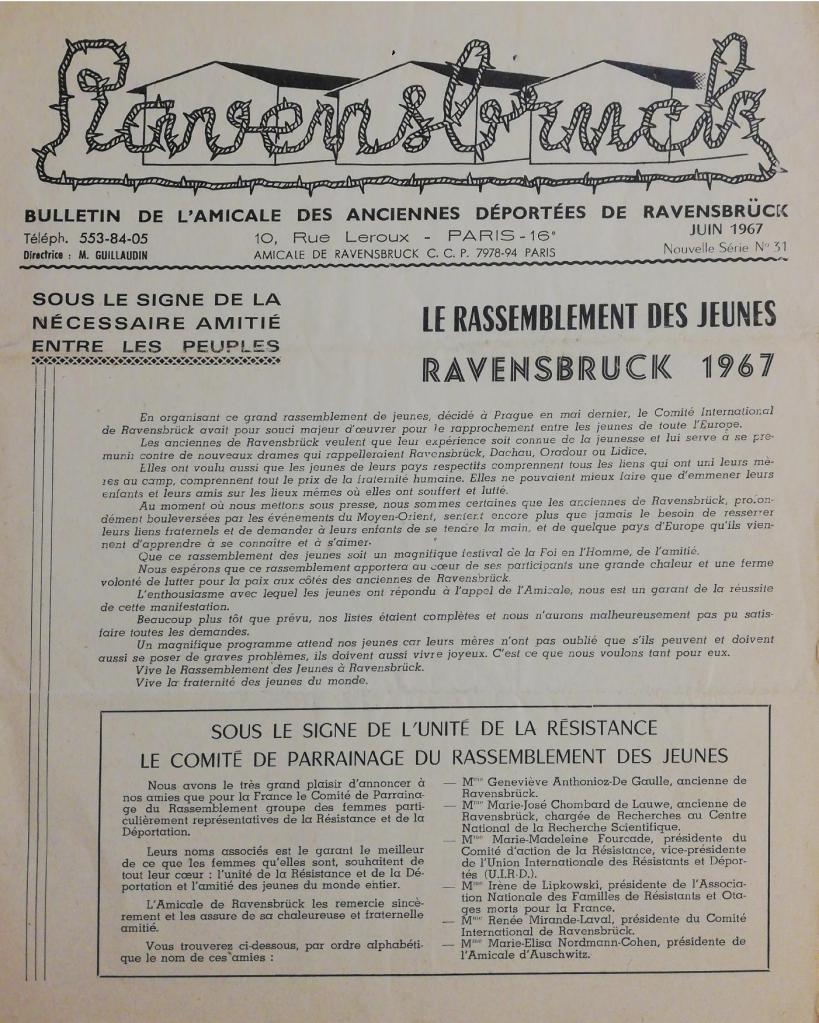 Ravensbruck
BULLETIN DE L'AMICALE DES ANCIENNES DÉPORTÉES DE RAVENSBRÜCK
Téléph. 553-84-05
10, Rue Leroux - PARIS-16e
JUIN 1967
Directrice : M. GUILLAUDIN
AMICALE DE RAVENSBRUCK C. C. P. 7978-94 PARIS
Nouvelle Série No 31
SOUS LE SIGNE DE LA
NÉCESSAIRE AMITIÉ
ENTRE LES PEUPLES
LE RASSEMBLEMENT DES JEUNES
RAVENSBRUCK 1967
En organisant ce grand rassemblement de jeunes, décidé à Prague en mai dernier, le Comité International
de Ravensbrück avait pour souci majeur d'œuvrer pour le rapprochement entre les jeunes de toute l'Europe.
Les anciennes de Ravensbrück veulent que leur expérience soit connue de la jeunesse et lui serve à se pre-
munir contre de nouveaux drames qui rappelleraient Ravensbrück, Dachau, Oradour ou Lidice.
Elles ont voulu aussi que les jeunes de leurs pays respectifs comprennent tous les liens qui ont uni leurs mè-
res au camp, comprennent tout le prix de la fraternité humaine. Elles ne pouvaient mieux faire que d'emmener leurs
enfants et leurs amis sur les lieux mêmes où elles ont souffert et lutté.
Au moment où nous mettons sous presse, nous sommes certaines que les anciennes de Ravensbrück, profon-
dément bouleversées par les événements du Moyen-Orient, sentent encore plus que jamais le besoin de resserrer
leurs liens fraternels et de demander à leurs enfants de se tendre la main, et de quelque pays d'Europe qu'ils vien-
nent d'apprendre à se connaître et à s'aimer.
Que ce rassemblement des jeunes soit un magnifique festival de la Foi en l'Homme, de l'amitié.
Nous espérons que ce rassemblement apportera au cœur de ses participants une grande chaleur et une ferme
volonté de lutter pour la paix aux côtés des anciennes de Ravensbrück.
L'enthousiasme avec lequel les jeunes ont répondu à l'appel de l'Amicale, nous est un garant de la réussite
de cette manifestation.
Beaucoup plus tôt que prévu, nos listes étaient complètes et nous n'aurons malheureusement pas pu satis-
faire toutes les demandes.
Un magnifique programme attend nos jeunes car leurs mères n'ont pas oublié que s'ils peuvent et doivent
aussi se poser de graves problèmes, ils doivent aussi vivre joyeux. C'est ce que nous voulons tant pour eux.
Vive le Rassemblement des Jeunes à Ravensbrück.
Vive la fraternité des jeunes du monde.
SOUS LE SIGNE DE L'UNITÉ DE LA RÉSISTANCE
LE COMITÉ DE PARRAINAGE DU RASSEMBLEMENT DES JEUNES
Nous avons le très grand plaisir d'annoncer à
nos amies que pour la France le Comité de Parraina-
ge du Rassemblement groupe des femmes parti-
culièrement représentatives de la Résistance et de la
Déportation.
Leurs noms associés est le garant le meilleur
de ce que les femmes qu'elles sont, souhaitent de
tout leur cœur : l'unité de la Résistance et de la Dé-
portation et l'amitié des jeunes du monde entier.
L'Amicale de Ravensbrück les remercie sincè-
rement et les assure de sa chaleureuse et fraternelle
amitié.
Vous trouverez ci-dessous, par ordre alphabéti-
que le nom de ces amies :
— Mme Geneviève Anthonioz-De Gaulle, ancienne de
Ravensbrück.
— Mme Marie-José Chombard de Lauwe, ancienne de
Ravensbrück, chargée de Recherches au Centre
National de la Recherche Scientifique.
— Mme Marie-Madeleine Fourcade, présidente du
Comité d'action de la Résistance, vice-présidente
de l'Union Internationale des Résistants et Dépor-
tés (U.I.R.D.).
— Mme Irène de Lipkowski, présidente de l'Associa-
tion Nationale des Familles de Résistants et Ota-
ges morts pour la France.
— Mme Renée Mirande-Laval, présidente du Comité
International de Ravensbrück.
— Mme Marie-Elisa Nordmann-Cohen, présidente de
l'Amicale d'Auschwitz.